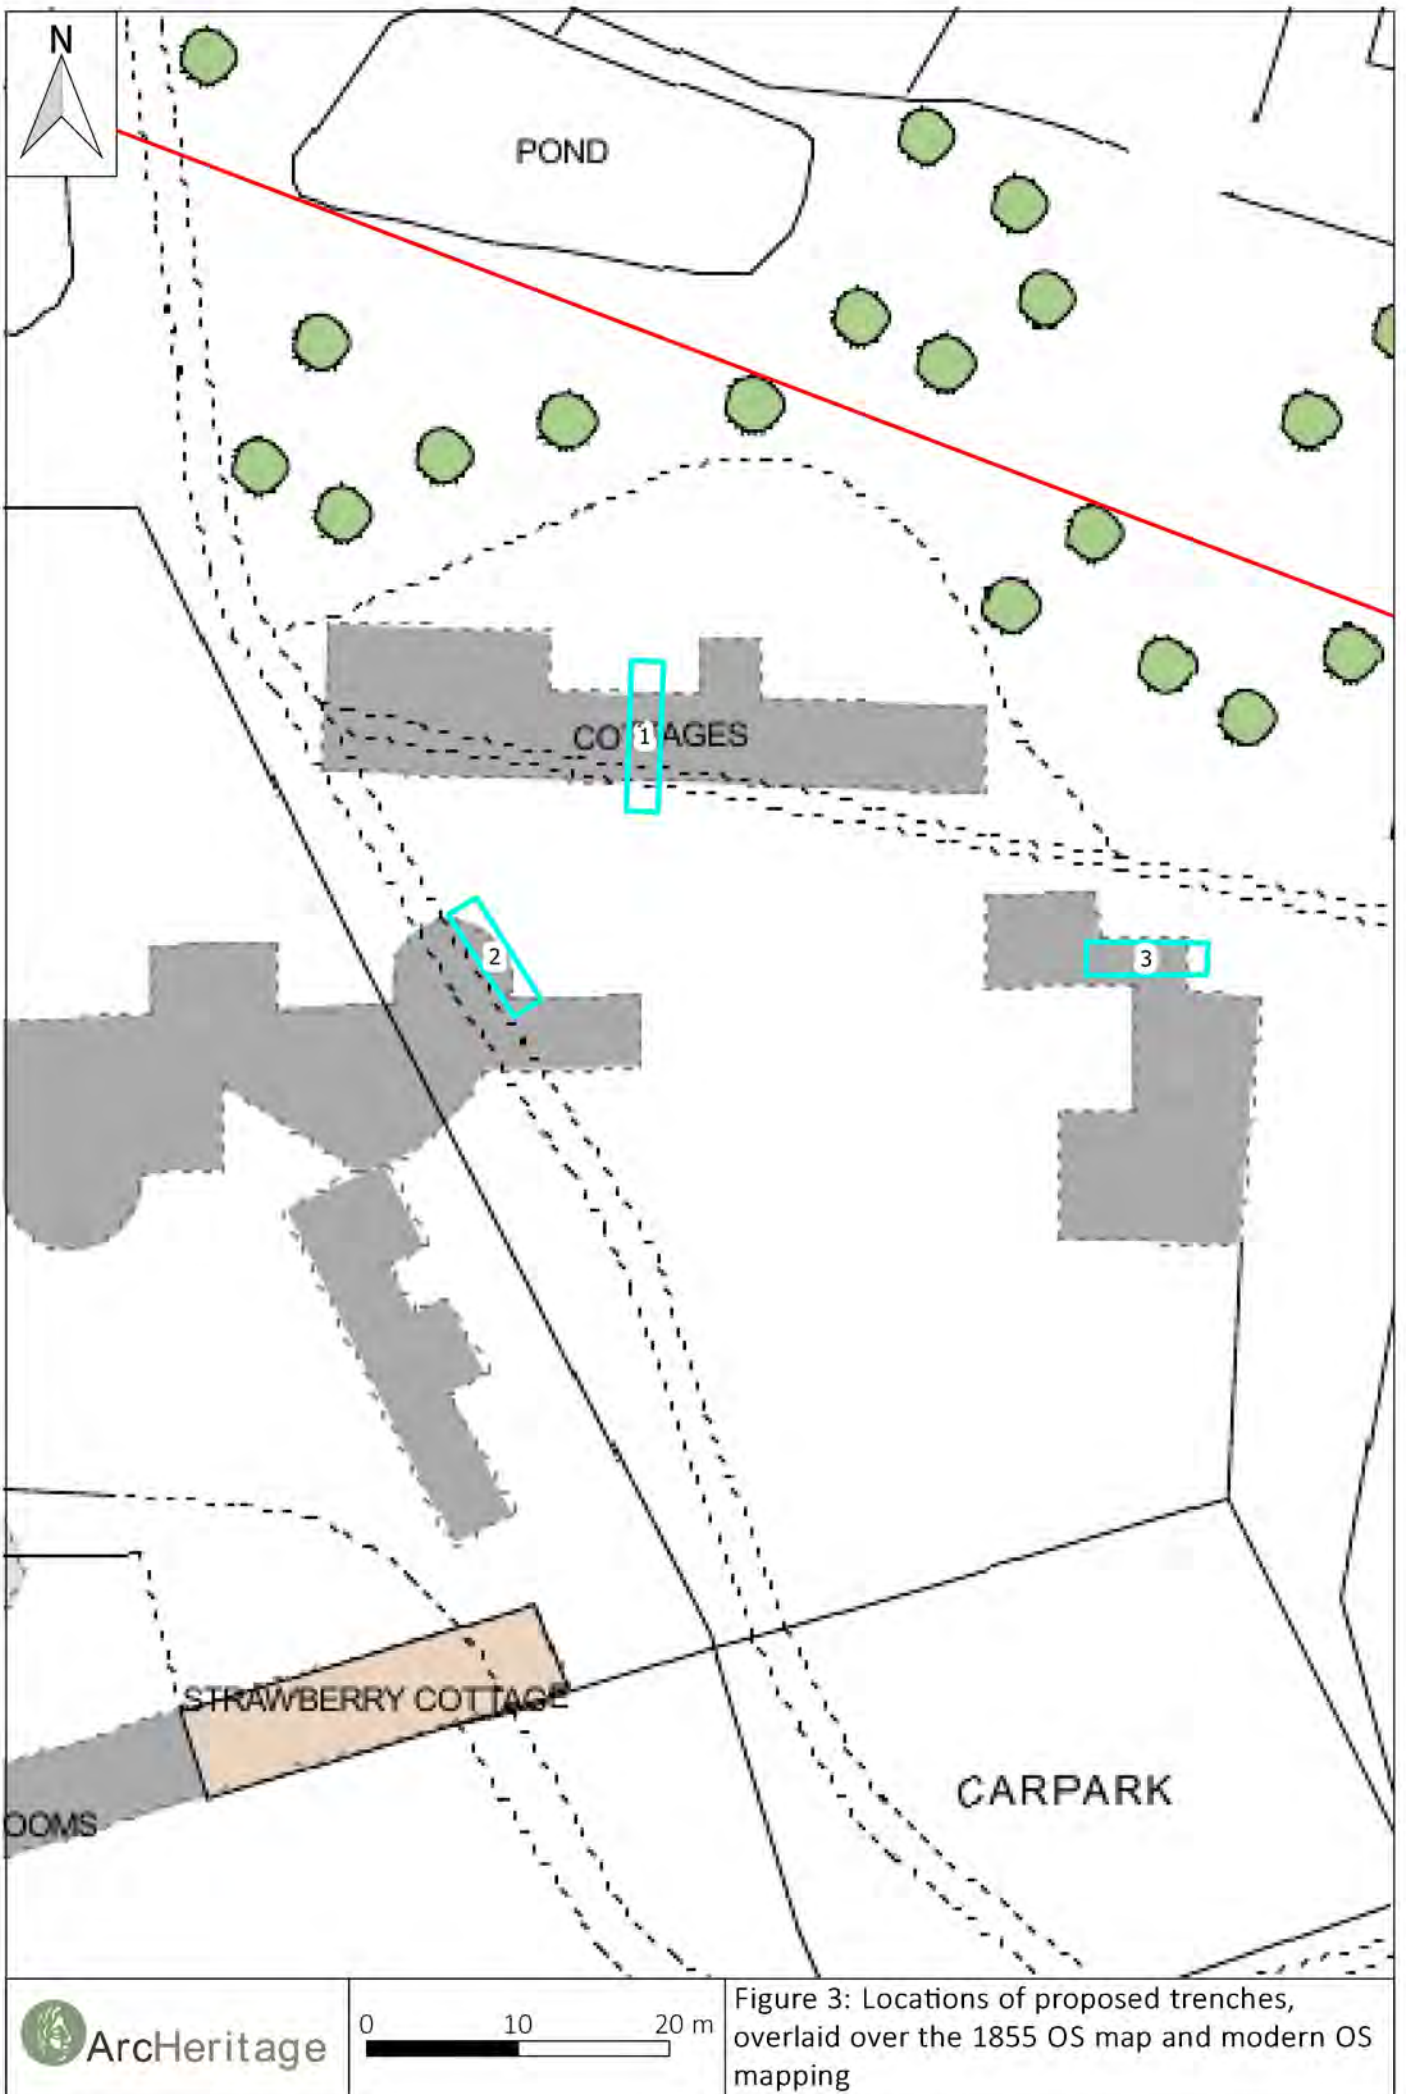 N
POND
COTTAGES
1
2
3
STRAWBERRY COTTAGE
OOMS
CARPARK
ArcHeritage
0 10 20 m
Figure 3: Locations of proposed trenches,
overlaid over the 1855 OS map and modern OS
mapping